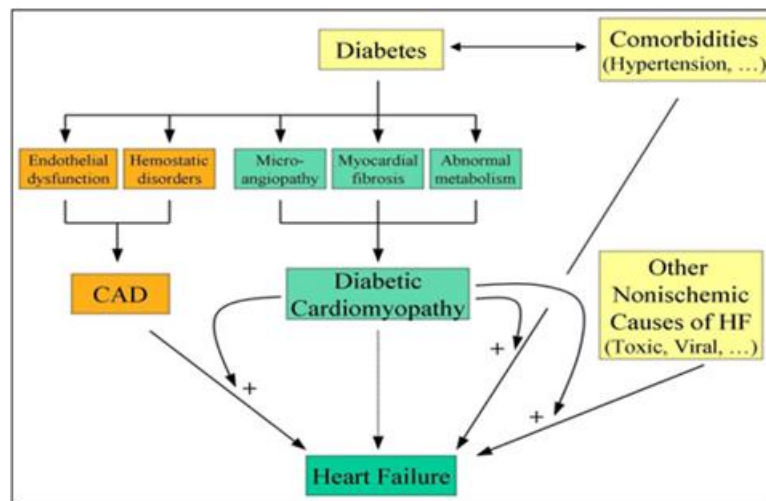 Diabetes
Comorbidities
(Hypertension, ...)
Endothelial
dysfunction
Hemostatic
disorders
Micro-
angiopathy
Myocardial
fibrosis
Abnormal
metabolism
CAD
Diabetic
Cardiomyopathy
Other
Nonischemic
Causes of HF
(Toxic, Viral, ...)
+
+
+
Heart Failure